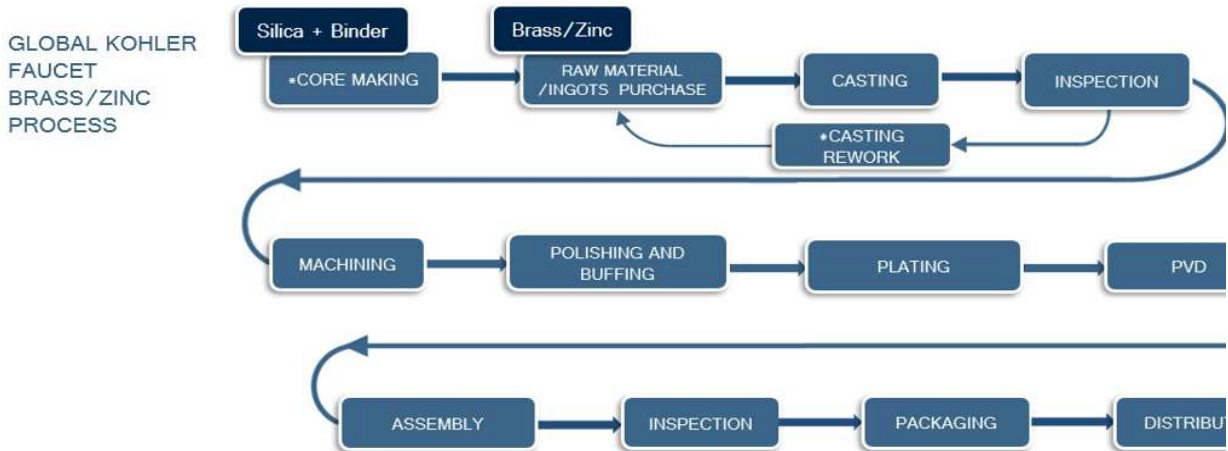 GLOBAL KOHLER
FAUCET
BRASS/ZINC
PROCESS
Silica + Binder
Brass/Zinc
*CORE MAKING
RAW MATERIAL
/INGOTS PURCHASE
CASTING
INSPECTION
*CASTING
REWORK
MACHINING
POLISHING AND
BUFFING
PLATING
PVD
ASSEMBLY
INSPECTION
PACKAGING
DISTRIBUT